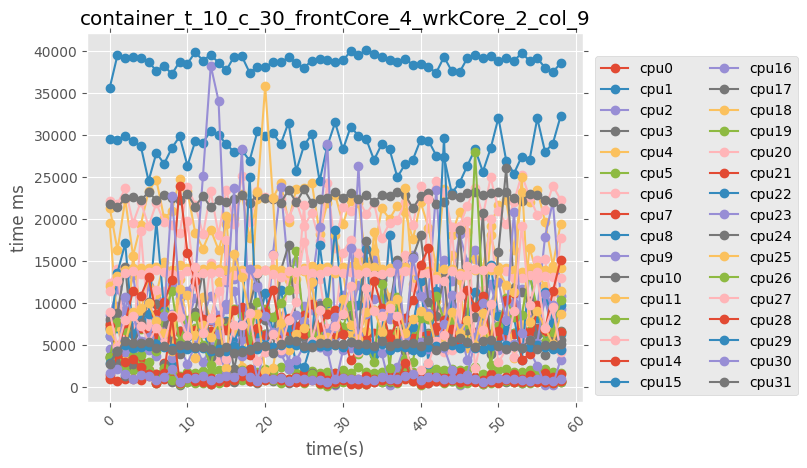 container_t_10_c_30_frontCore_4_wrkCore_2_col_9
40000
35000
30000
25000
20000
15000
10000
5000
0
time ms
0
10
20
30
40
50
60
time(s)
cpu0
cpu1
cpu2
cpu3
cpu4
cpu5
cpu6
cpu7
cpu8
cpu9
cpu10
cpu11
cpu12
cpu13
cpu14
cpu15
cpu16
cpu17
cpu18
cpu19
cpu20
cpu21
cpu22
cpu23
cpu24
cpu25
cpu26
cpu27
cpu28
cpu29
cpu30
cpu31